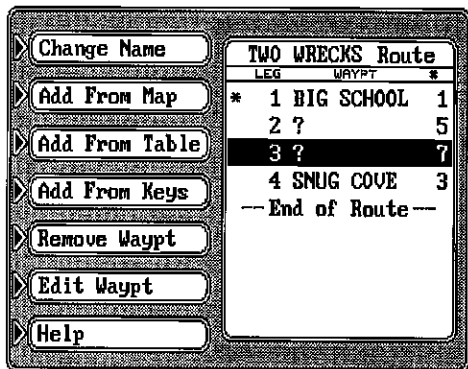 Change Name
Add From Map
Add From Table
Add From Keys
Remove Waypt
Edit Waypt
Help
TWO WRECKS Route
LEG WAYPT #
* 1 BIG SCHOOL 1
2 ? 5
3 ? 7
4 SNUG COVE 3
--End of Route--